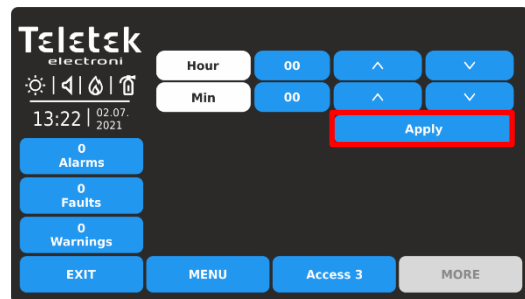 Teletek
electroni
13:22 02.07.
2021
0
Alarms
0
Faults
0
Warnings
Hour 00
Min 00
Apply
EXIT MENU Access 3 MORE